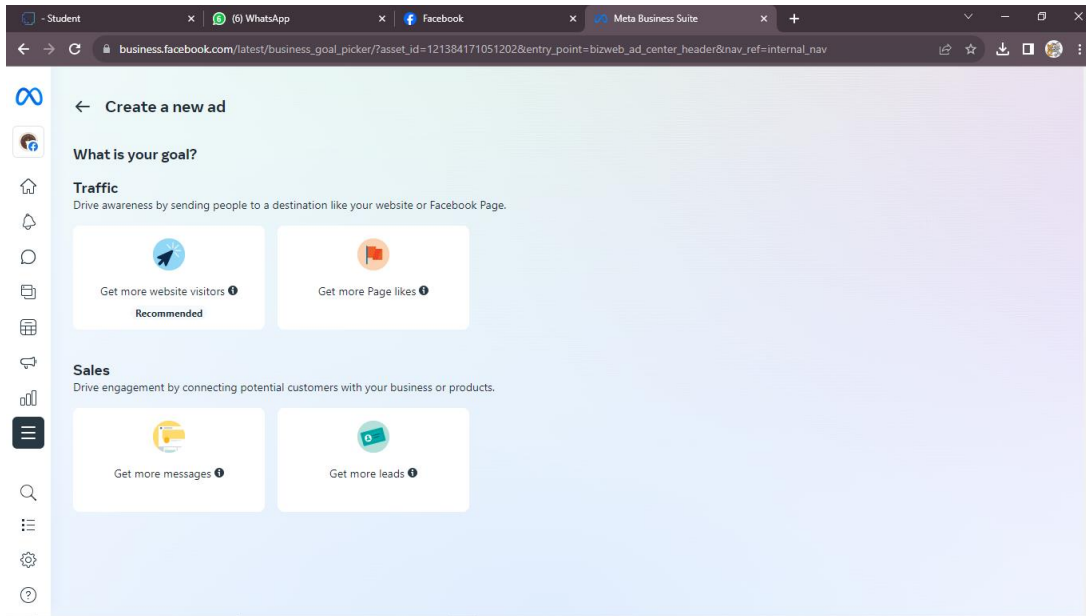 - Student
(6) WhatsApp
Facebook
Meta Business Suite
business.facebook.com/latest/business_goal_picker/?asset_id=121384171051202&entry_point=bizweb_ad_center_header&nav_ref=internal_nav
Create a new ad
What is your goal?
Traffic
Drive awareness by sending people to a destination like your website or Facebook Page.
Get more website visitors
Recommended
Get more Page likes
Sales
Drive engagement by connecting potential customers with your business or products.
Get more messages
Get more leads